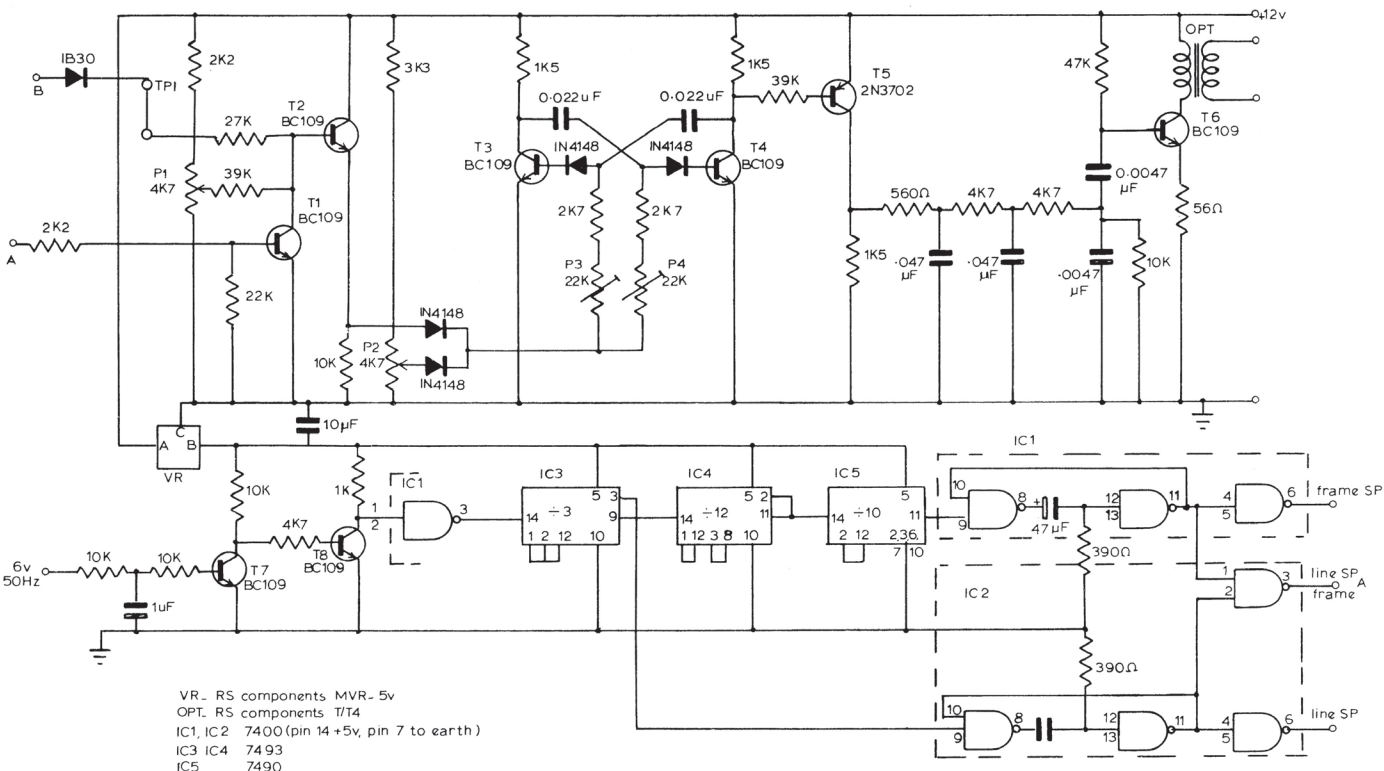 +12v
OPT
IB30
B
TP1
2K2
3K3
1K5
1K5
39K
T5
2N3702
47K
T2
BC109
27K
0.022uF
0.022uF
T6
BC109
P1
4K7
39K
T3
BC109
IN4148
IN4148
T4
BC109
0.0047
µF
T1
BC109
2K2
A
2K7
2K7
560Ω
4K7
4K7
56Ω
22K
P3
22K
P4
22K
1K5
.047
µF
.047
µF
.0047
µF
10K
IN4148
10K
P2
4K7
IN4148
A
C
B
VR
10µF
IC1
10K
1K
IC1
1
2
3
IC3
5
3
÷3
14
9
1 2 12
10
IC4
5
2
÷12
14
11
1 12 3 8
10
IC5
5
÷10
14
11
2 12
2,3,6,
7 10
10
9
8
+
47 µF
12
13
11
4
5
6
frame SP
4K7
T8
BC109
390Ω
6v
50Hz
10K
10K
T7
BC109
1uF
IC2
1
2
3
line SP
frame
A
390Ω
10
9
8
12
13
11
4
5
6
line SP
VR_ RS components MVR-5v
OPT_ RS components T/T4
IC1, IC2 7400 (pin 14 +5v, pin 7 to earth)
IC3 IC4 7493
IC5 7490